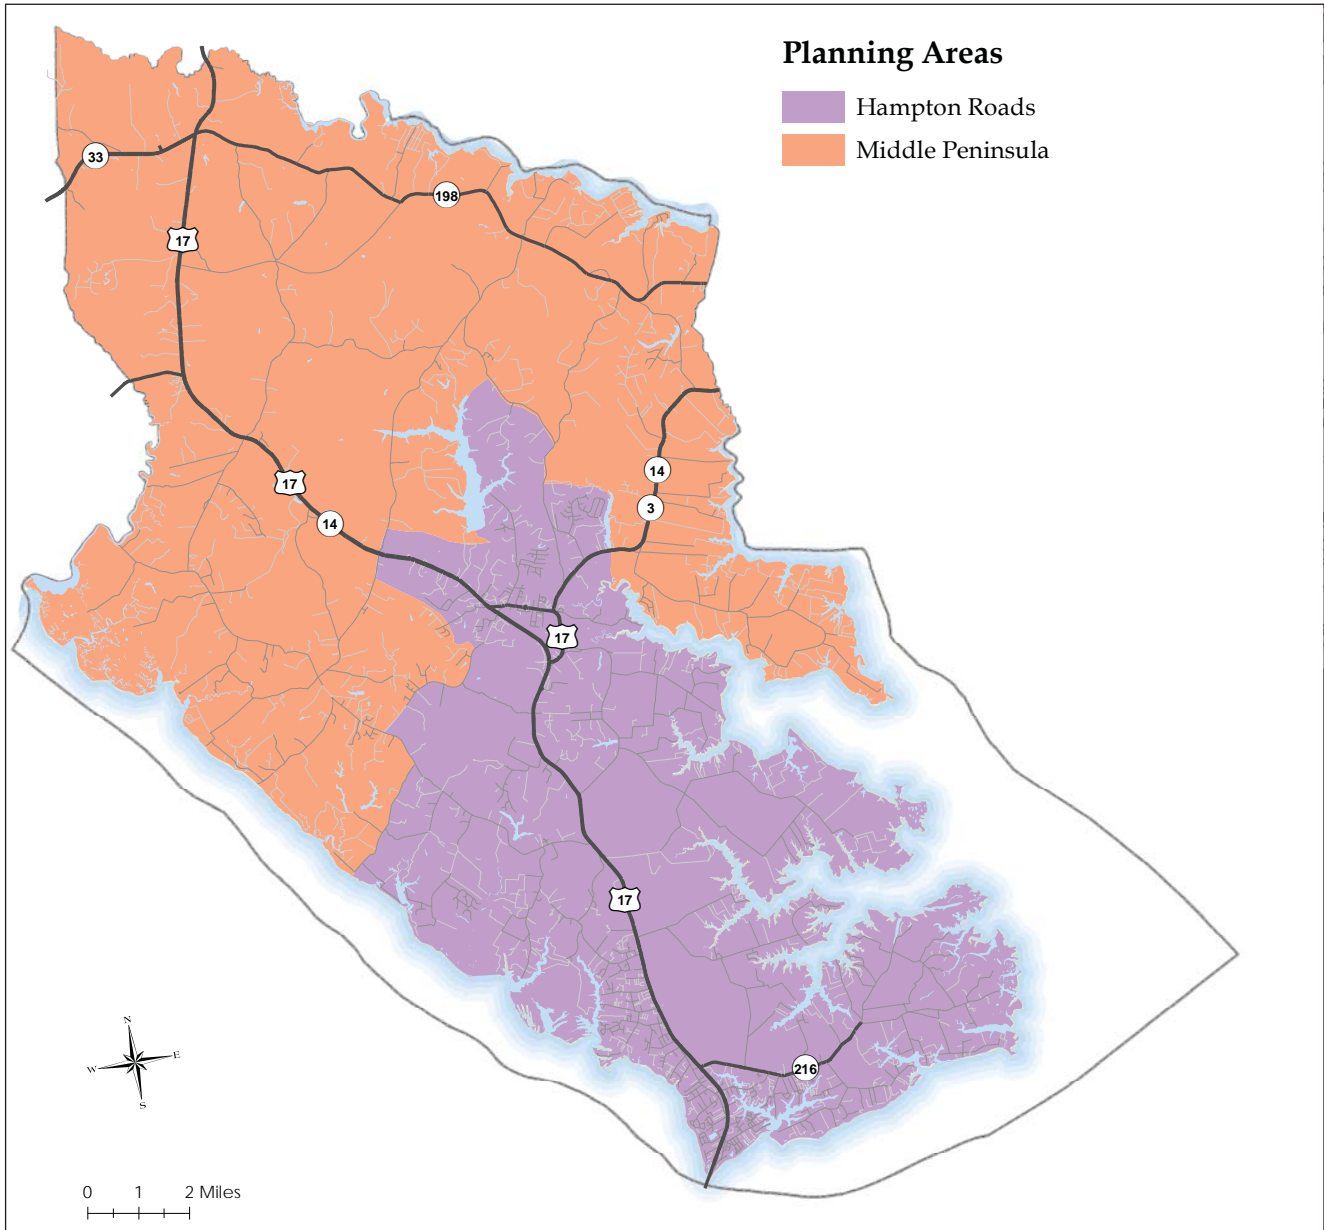 Planning Areas
Hampton Roads
Middle Peninsula
33
198
17
14
17
3
14
17
17
216
N
W E
S
0 1 2 Miles